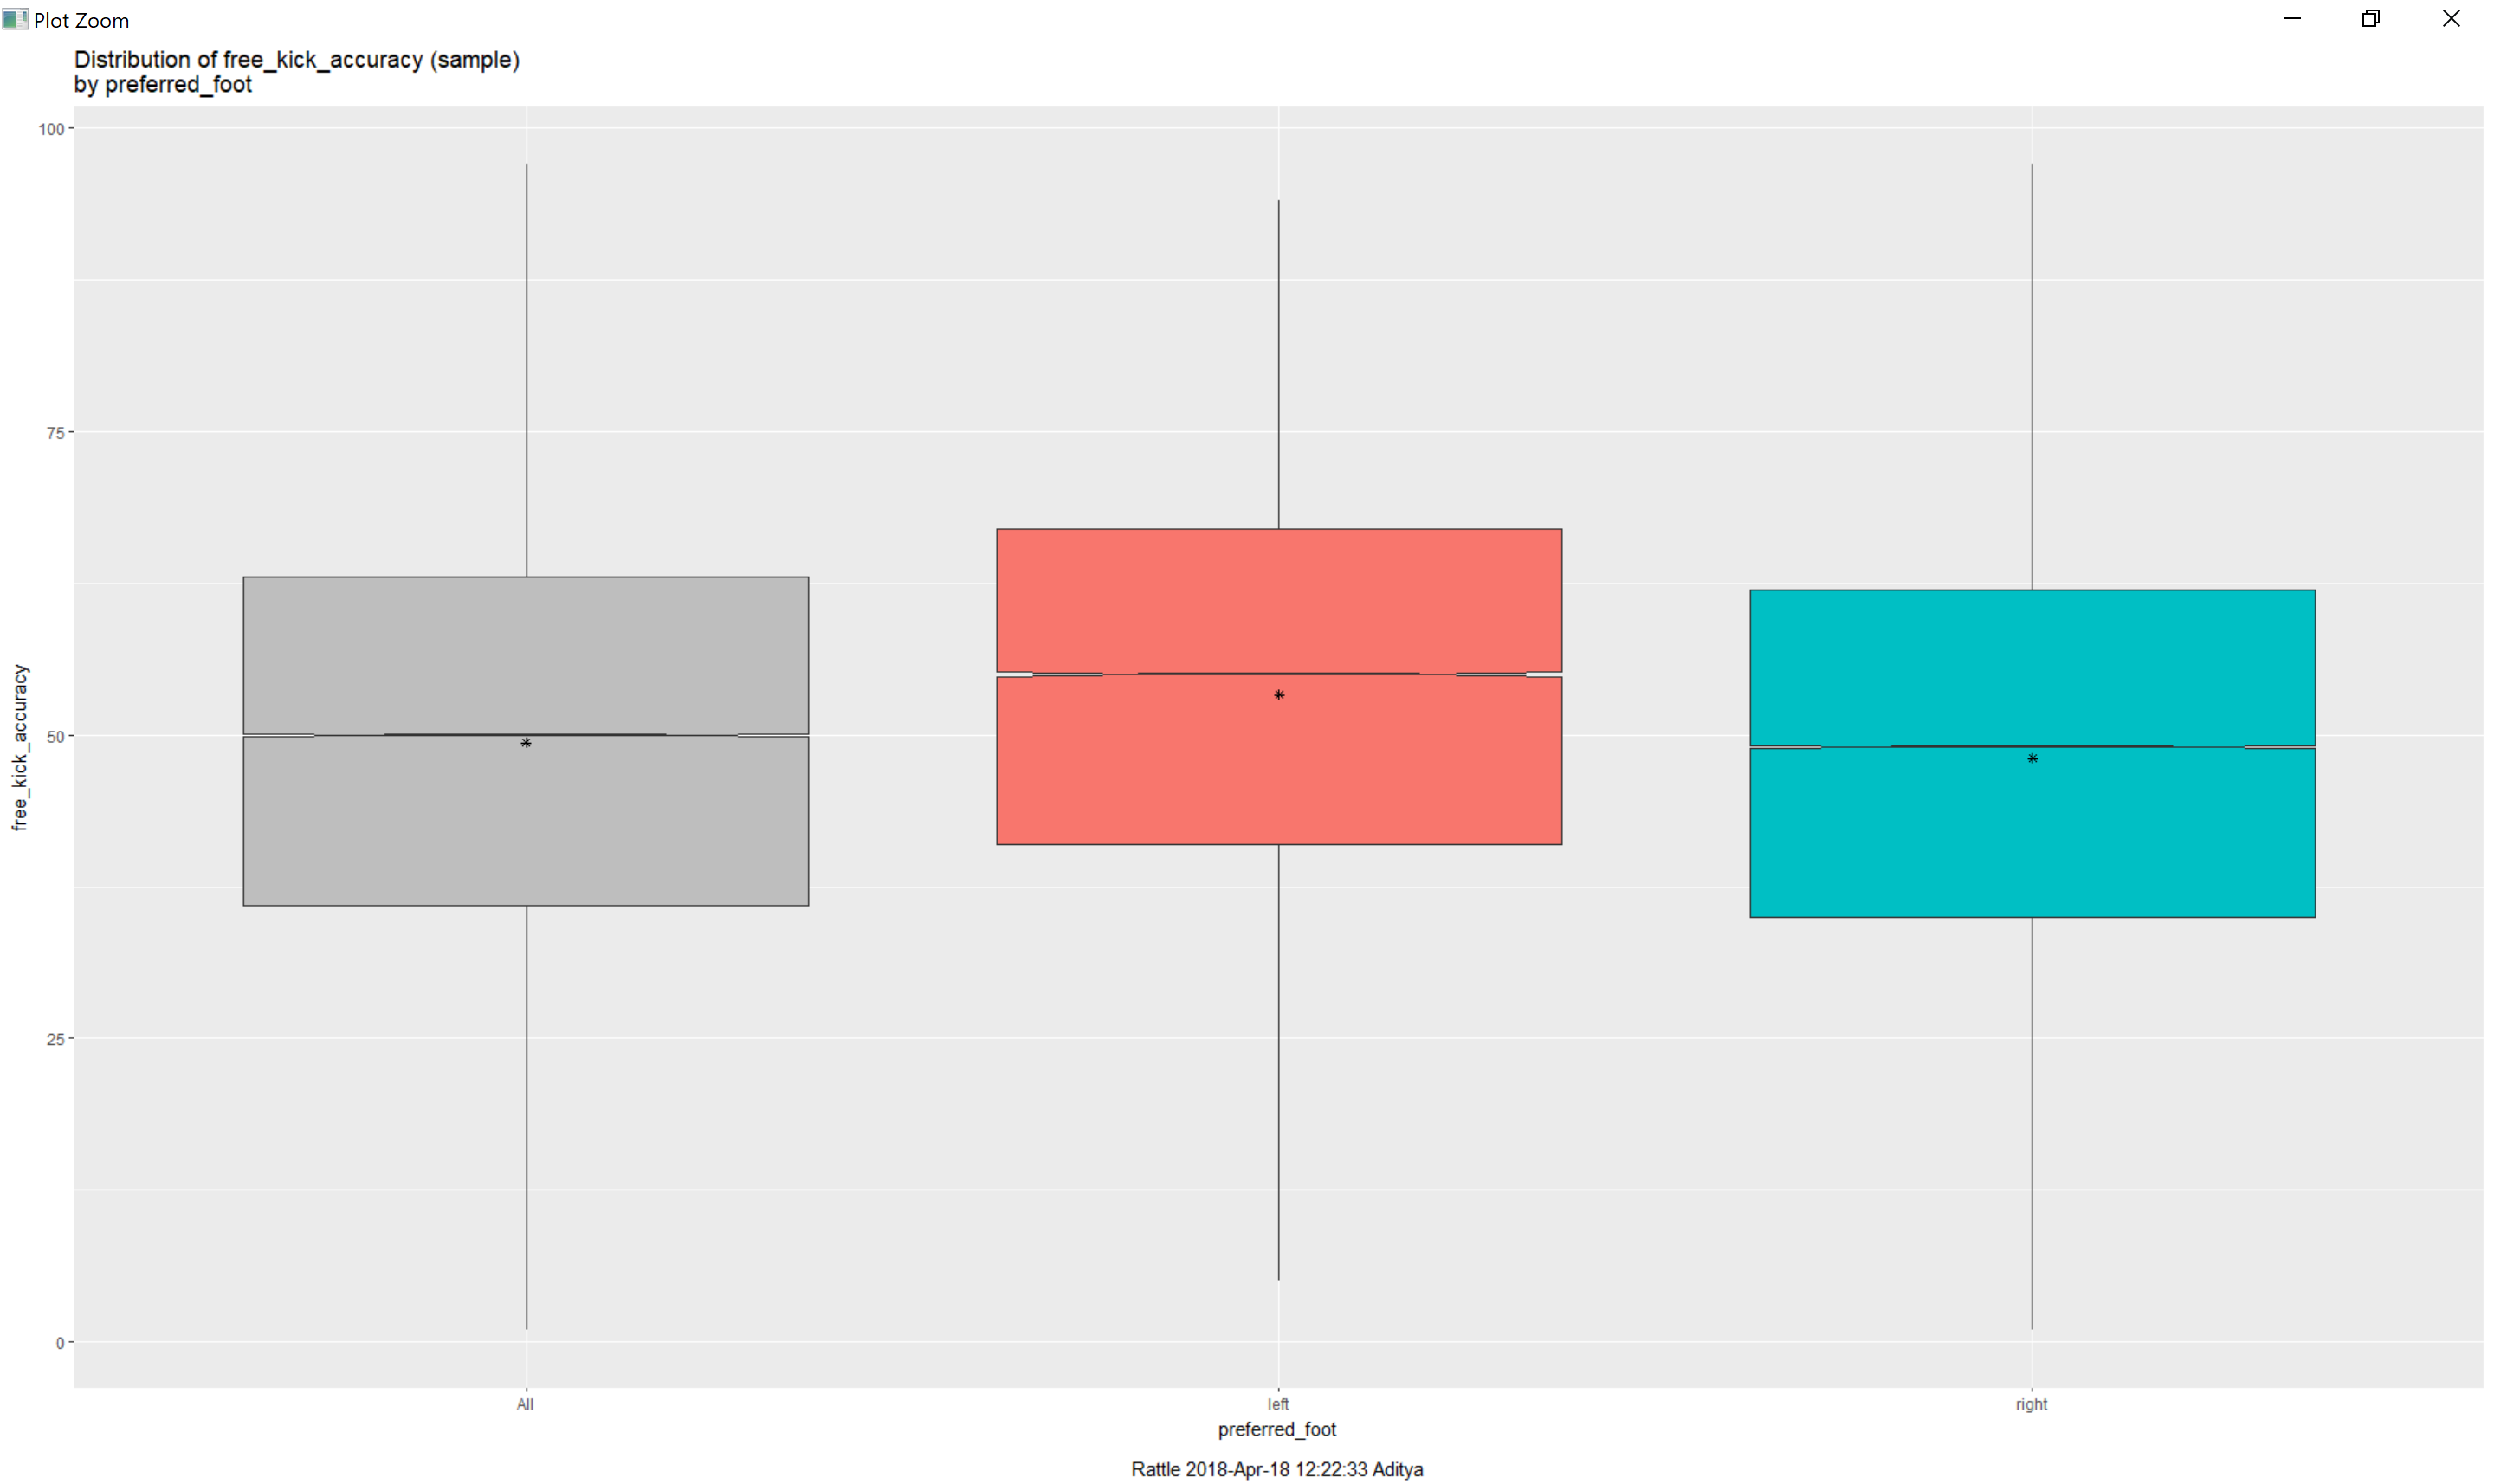 Plot Zoom
Distribution of free_kick_accuracy (sample)
by preferred_foot
100
75
50
25
0
free_kick_accuracy
All
left
right
preferred_foot
Rattle 2018-Apr-18 12:22:33 Aditya